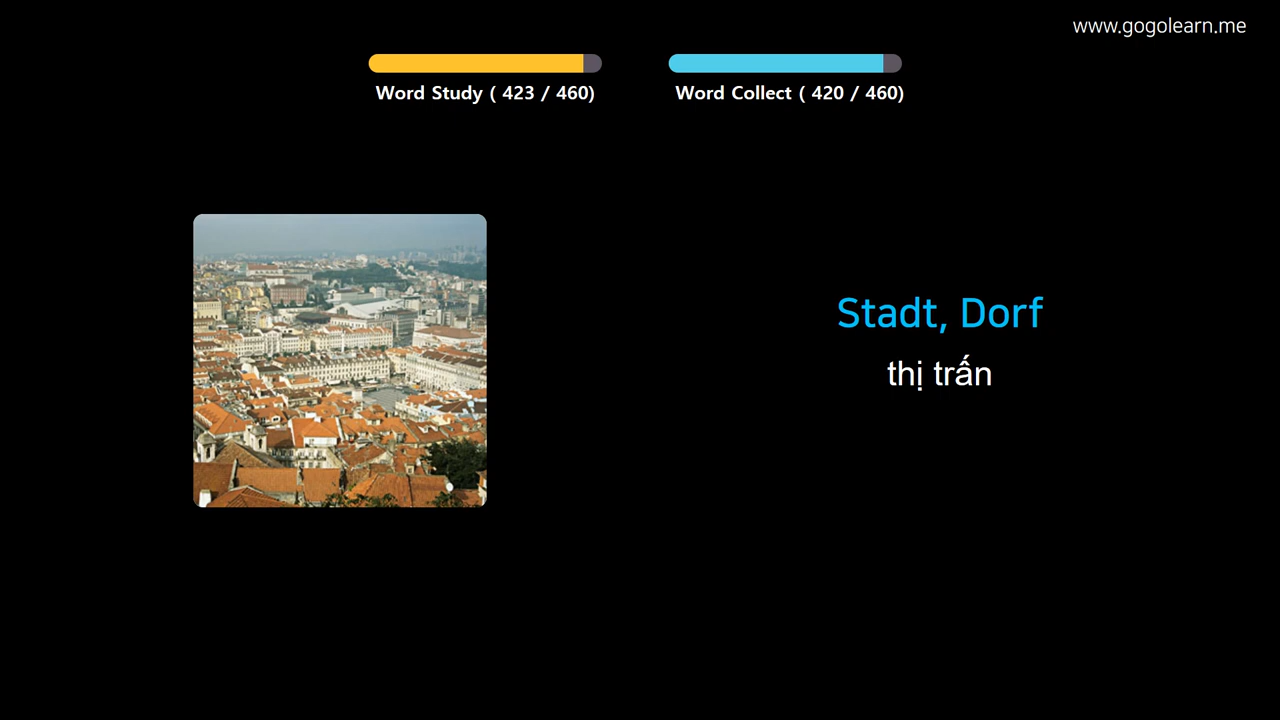 www.gogolearn.me
Word Study ( 423 / 460)
Word Collect ( 420 / 460)
Stadt, Dorf
thị trấn